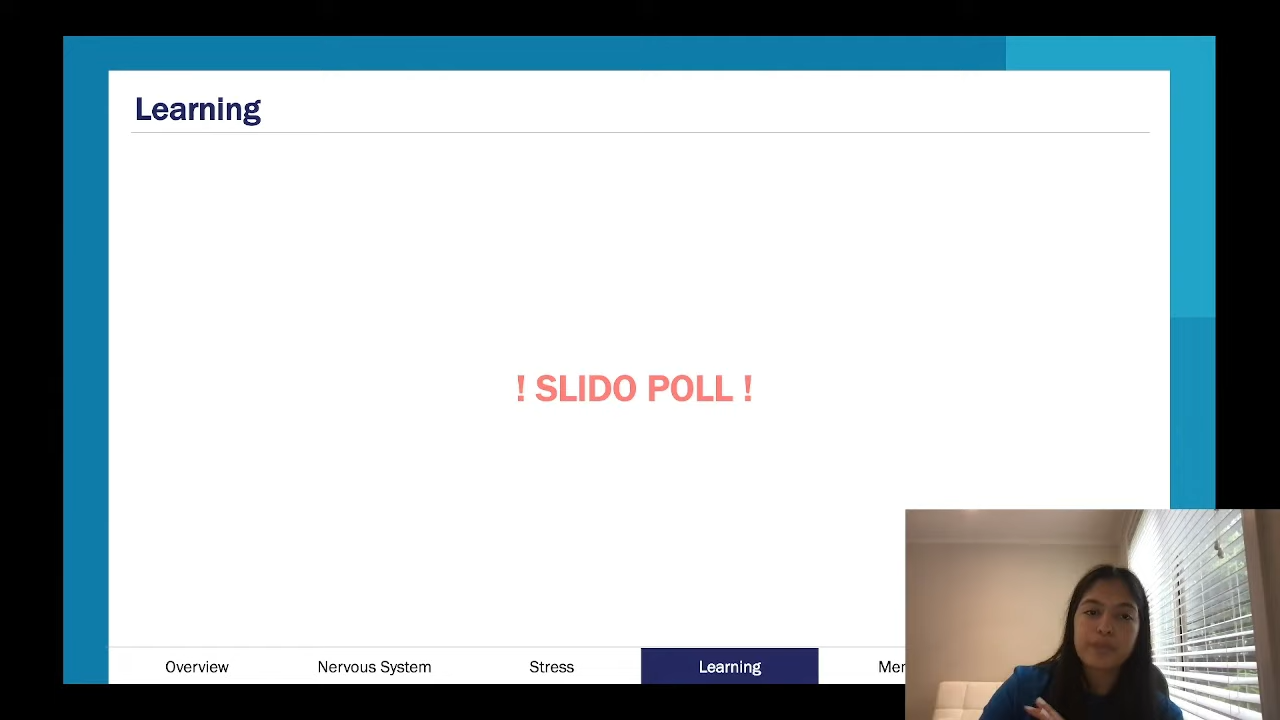 Learning
! SLIDO POLL !
Overview Nervous System Stress Learning